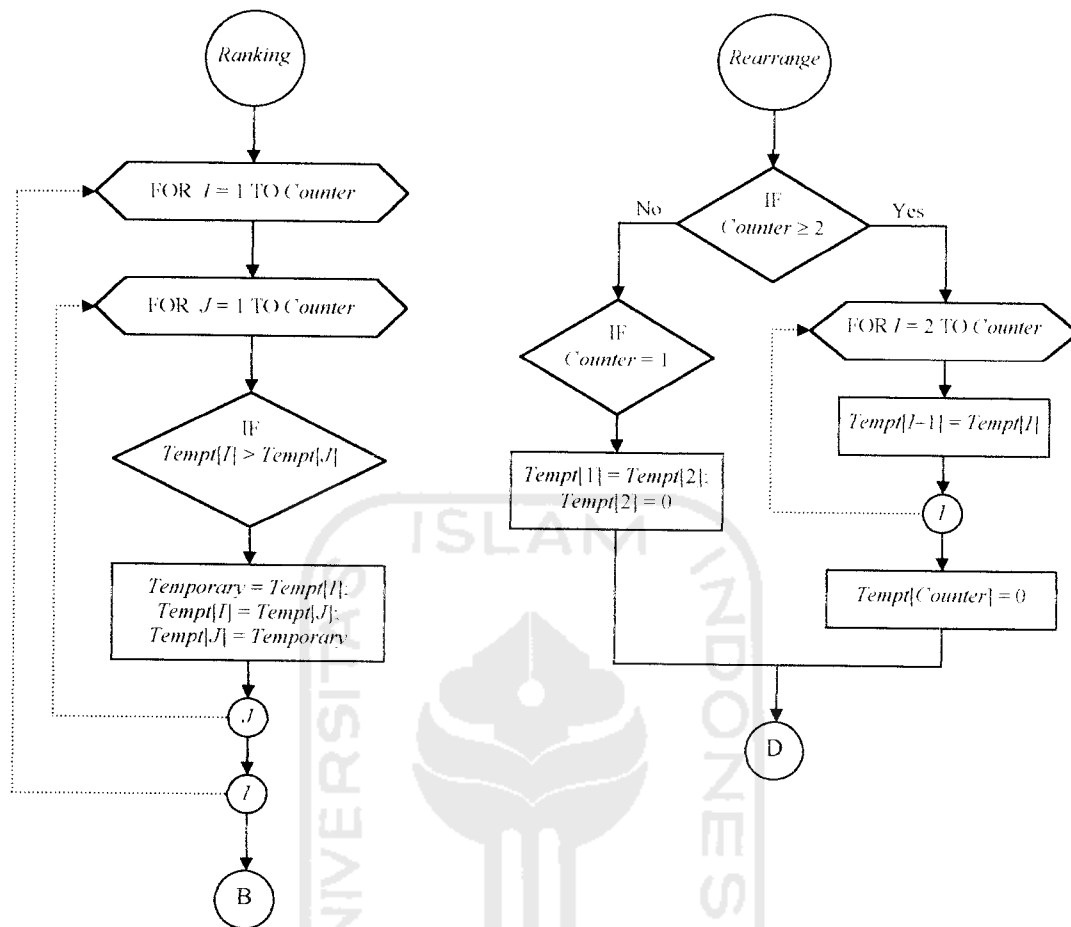 Ranking
FOR I = 1 TO Counter
FOR J = 1 TO Counter
IF
Tempt[I] > Tempt[J]
Temporary = Tempt[I];
Tempt[I] = Tempt[J];
Tempt[J] = Temporary
J
I
B
Rearrange
IF
Counter ≥ 2
No
Yes
IF
Counter = 1
FOR I = 2 TO Counter
Tempt[1] = Tempt[2];
Tempt[2] = 0
Tempt[I-1] = Tempt[I]
I
Tempt[Counter] = 0
D
UNIVERSITAS
ISLAM
INDONES